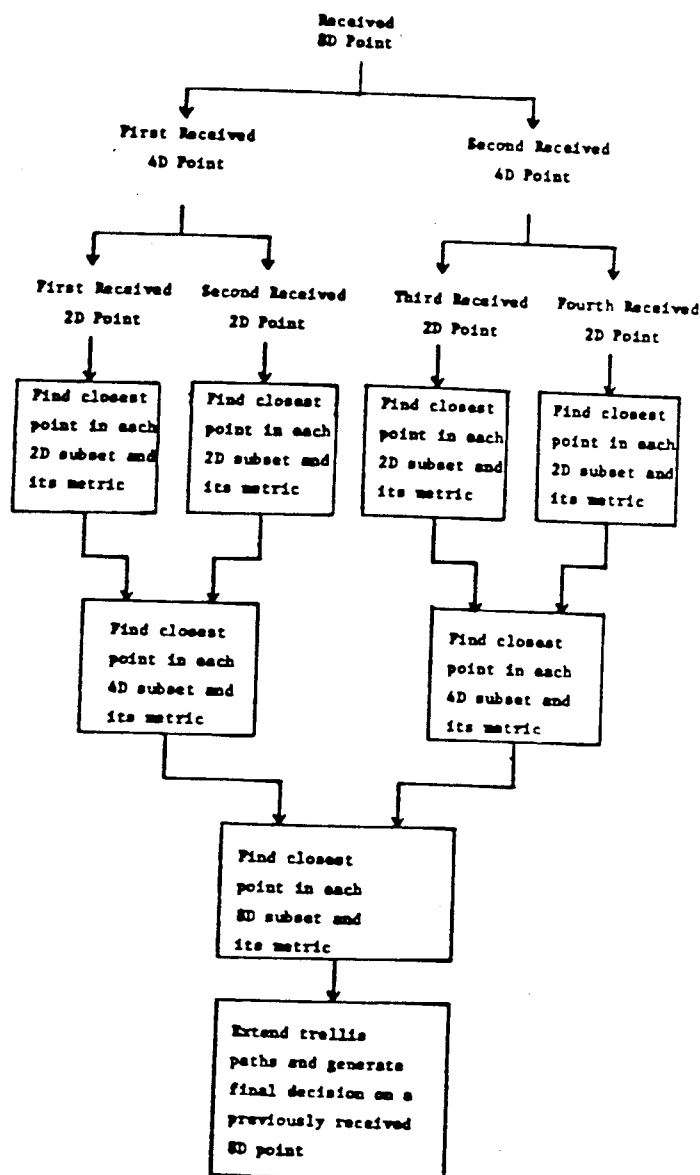 Received
8D Point
First Received
4D Point
Second Received
4D Point
First Received
2D Point
Second Received
2D Point
Third Received
2D Point
Fourth Received
2D Point
Find closest
point in each
2D subset and
its metric
Find closest
point in each
2D subset and
its metric
Find closest
point in each
2D subset and
its metric
Find closest
point in each
2D subset and
its metric
Find closest
point in each
4D subset and
its metric
Find closest
point in each
4D subset and
its metric
Find closest
point in each
8D subset and
its metric
Extend trellis
paths and generate
final decision on a
previously received
8D point